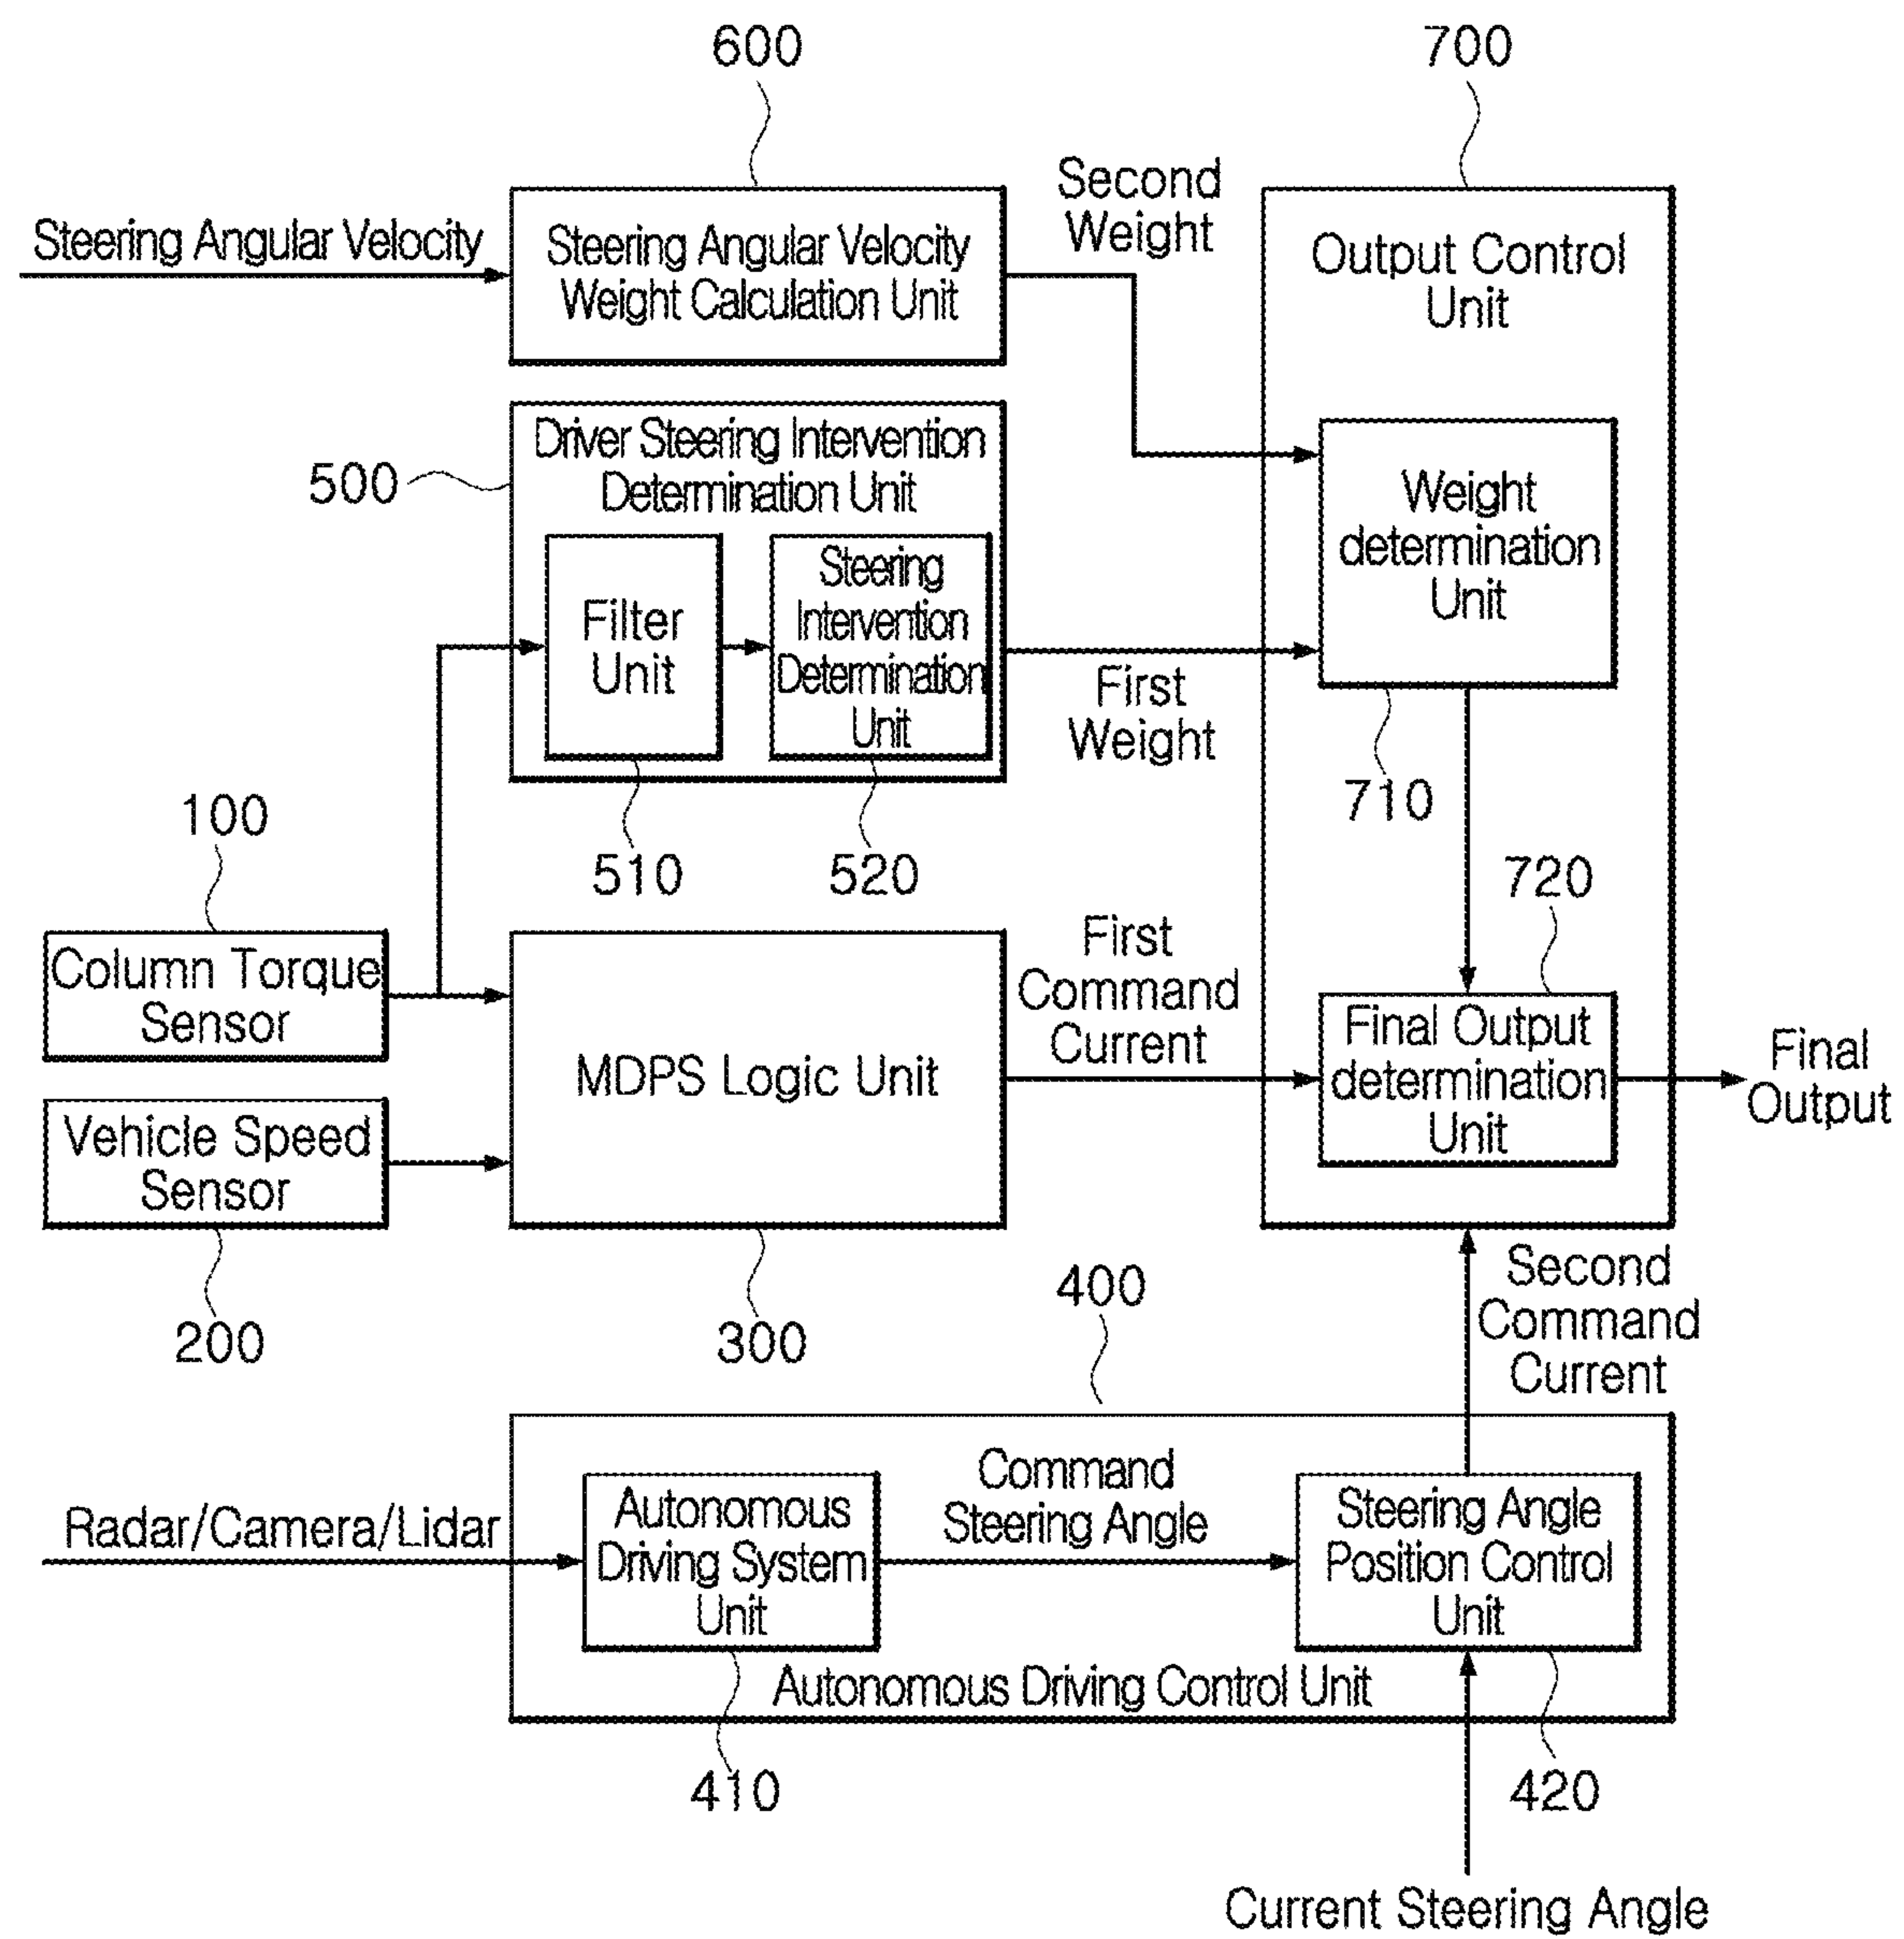 600
700
Second
Weight
Steering Angular Velocity
Steering Angular Velocity
Weight Calculation Unit
Output Control
Unit
Driver Steering Intervention
Determination Unit
500
Weight
determination
Unit
Filter
Unit
Steering
Intervention
Determination
Unit
First
Weight
710
510
520
100
720
Column Torque
Sensor
First
Command
Current
MDPS Logic Unit
Final Output
determination
Unit
Final
Output
Vehicle Speed
Sensor
200
300
400
Second
Command
Current
Radar/Camera/Lidar
Autonomous
Driving System
Unit
Command
Steering Angle
Steering Angle
Position Control
Unit
Autonomous Driving Control Unit
410
420
Current Steering Angle